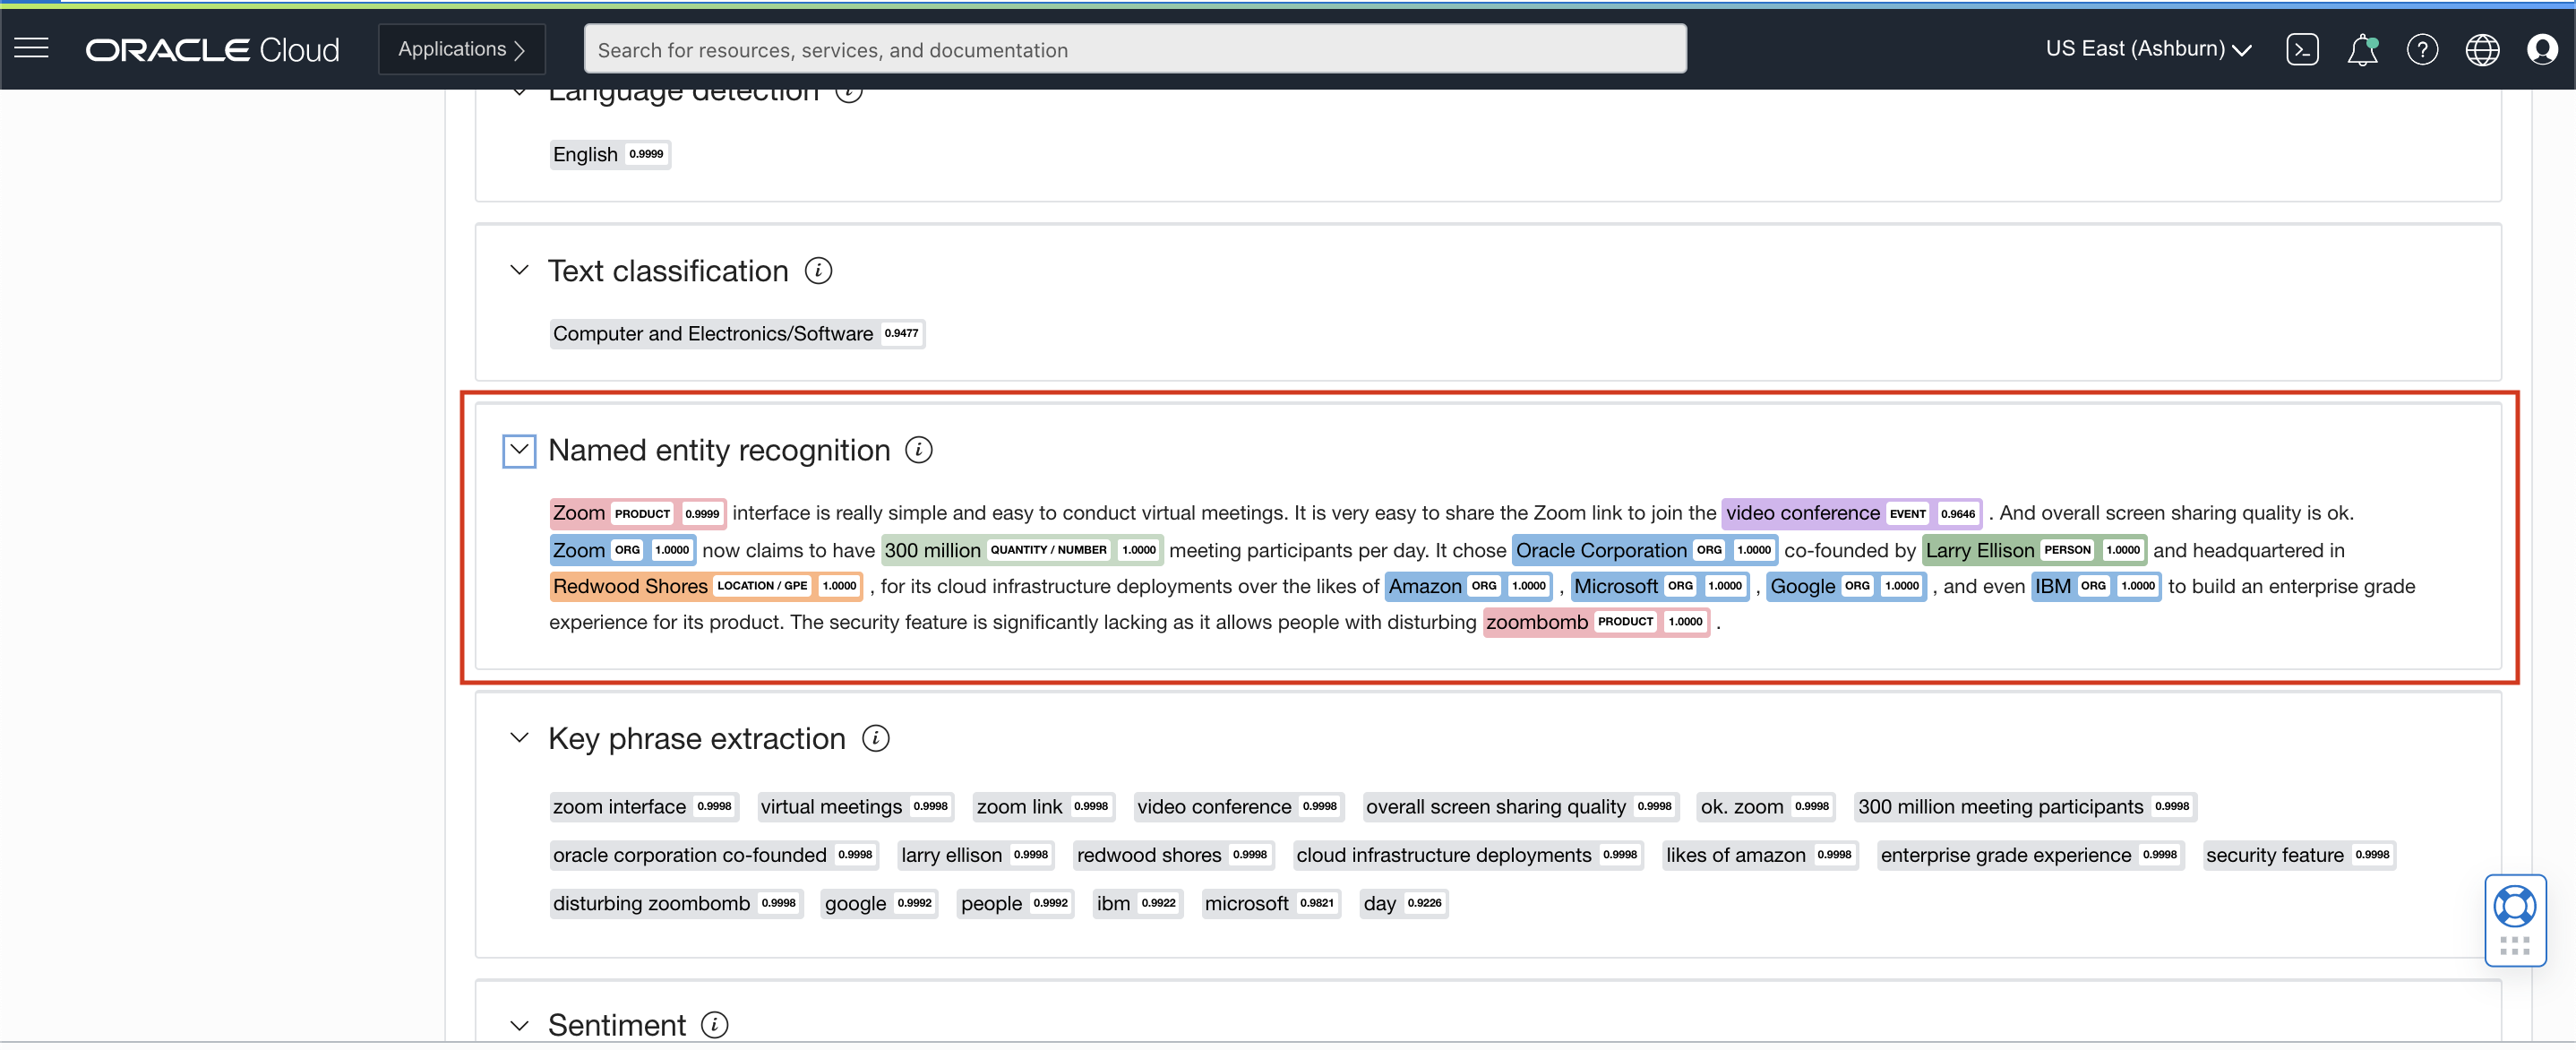 ORACLE Cloud Applications Search for resources, services, and documentation US East (Ashburn)
Language detection
English 0.9999
Text classification
Computer and Electronics/Software 0.9477
Named entity recognition
Zoom PRODUCT 0.9999 interface is really simple and easy to conduct virtual meetings. It is very easy to share the Zoom link to join the video conference EVENT 0.9646 . And overall screen sharing quality is ok.
Zoom ORG 1.0000 now claims to have 300 million QUANTITY / NUMBER 1.0000 meeting participants per day. It chose Oracle Corporation ORG 1.0000 co-founded by Larry Ellison PERSON 1.0000 and headquartered in
Redwood Shores LOCATION / GPE 1.0000 , for its cloud infrastructure deployments over the likes of Amazon ORG 1.0000 , Microsoft ORG 1.0000 , Google ORG 1.0000 , and even IBM ORG 1.0000 to build an enterprise grade
experience for its product. The security feature is significantly lacking as it allows people with disturbing zoombomb PRODUCT 1.0000 .
Key phrase extraction
zoom interface 0.9998 virtual meetings 0.9998 zoom link 0.9998 video conference 0.9998 overall screen sharing quality 0.9998 ok. zoom 0.9998 300 million meeting participants 0.9998
oracle corporation co-founded 0.9998 larry ellison 0.9998 redwood shores 0.9998 cloud infrastructure deployments 0.9998 likes of amazon 0.9998 enterprise grade experience 0.9998 security feature 0.9998
disturbing zoombomb 0.9998 google 0.9992 people 0.9992 ibm 0.9922 microsoft 0.9821 day 0.9226
Sentiment